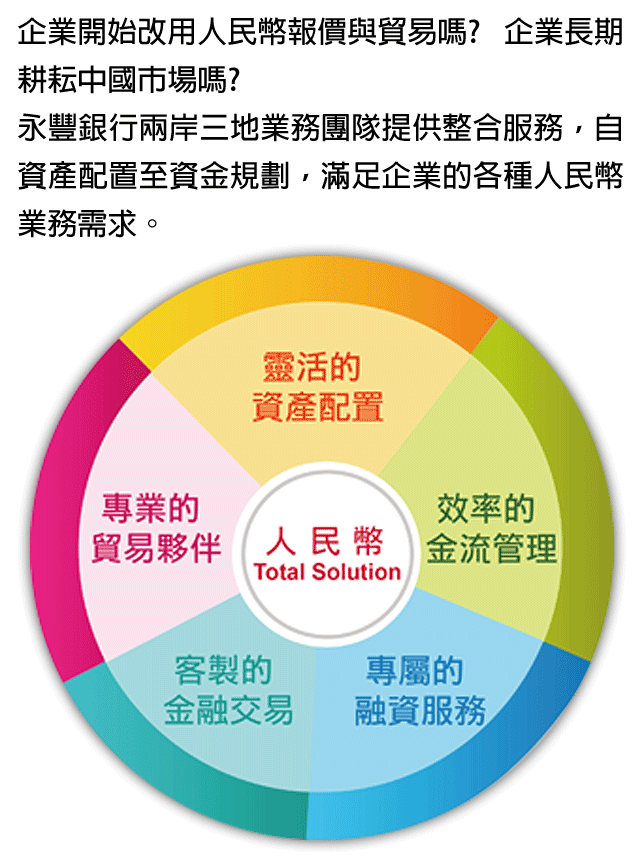 企業開始改用人民幣報價與貿易嗎? 企業長期
耕耘中國市場嗎?
永豐銀行兩岸三地業務團隊提供整合服務，自
資產配置至資金規劃，滿足企業的各種人民幣
業務需求。
靈活的
資產配置
專業的
貿易夥伴
效率的
金流管理
人民幣
Total Solution
客製的
金融交易
專屬的
融資服務